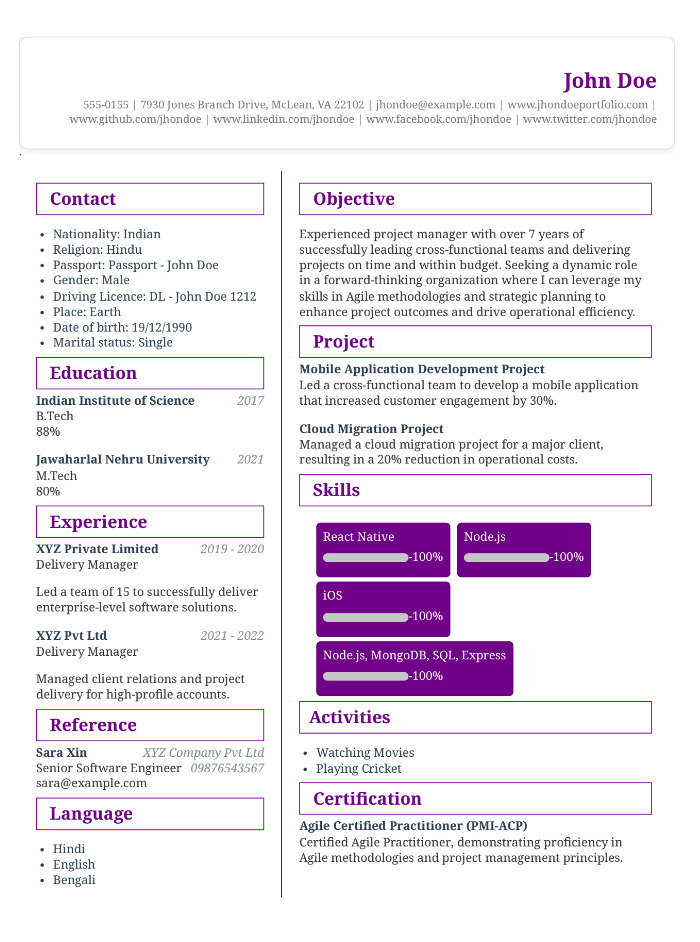 John Doe
555-0155 | 7930 Jones Branch Drive, McLean, VA 22102 | jhondoe@example.com | www.jhondoeportfolio.com |
www.github.com/jhondoe | www.linkedin.com/jhondoe | www.facebook.com/jhondoe | www.twitter.com/jhondoe
.
Contact
• Nationality: Indian
• Religion: Hindu
• Passport: Passport - John Doe
• Gender: Male
• Driving Licence: DL - John Doe 1212
• Place: Earth
• Date of birth: 19/12/1990
• Marital status: Single
Education
Indian Institute of Science 2017
B.Tech
88%
Jawaharlal Nehru University 2021
M.Tech
80%
Experience
XYZ Private Limited 2019 - 2020
Delivery Manager
Led a team of 15 to successfully deliver
enterprise-level software solutions.
XYZ Pvt Ltd 2021 - 2022
Delivery Manager
Managed client relations and project
delivery for high-profile accounts.
Reference
Sara Xin XYZ Company Pvt Ltd
Senior Software Engineer 09876543567
sara@example.com
Language
• Hindi
• English
• Bengali
Objective
Experienced project manager with over 7 years of
successfully leading cross-functional teams and delivering
projects on time and within budget. Seeking a dynamic role
in a forward-thinking organization where I can leverage my
skills in Agile methodologies and strategic planning to
enhance project outcomes and drive operational efficiency.
Project
Mobile Application Development Project
Led a cross-functional team to develop a mobile application
that increased customer engagement by 30%.
Cloud Migration Project
Managed a cloud migration project for a major client,
resulting in a 20% reduction in operational costs.
Skills
React Native
-100%
Node.js
-100%
iOS
-100%
Node.js, MongoDB, SQL, Express
-100%
Activities
• Watching Movies
• Playing Cricket
Certification
Agile Certified Practitioner (PMI-ACP)
Certified Agile Practitioner, demonstrating proficiency in
Agile methodologies and project management principles.